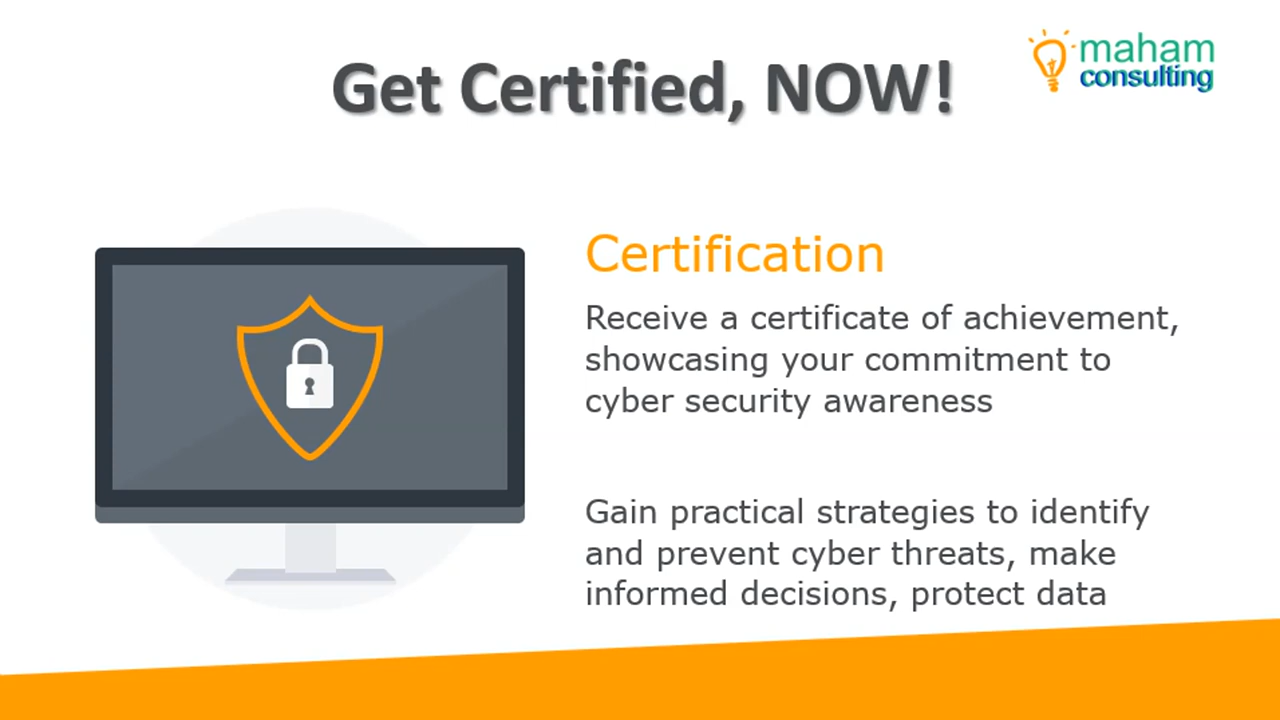 Get Certified, NOW!
maham
consulting
Certification
Receive a certificate of achievement,
showcasing your commitment to
cyber security awareness
Gain practical strategies to identify
and prevent cyber threats, make
informed decisions, protect data